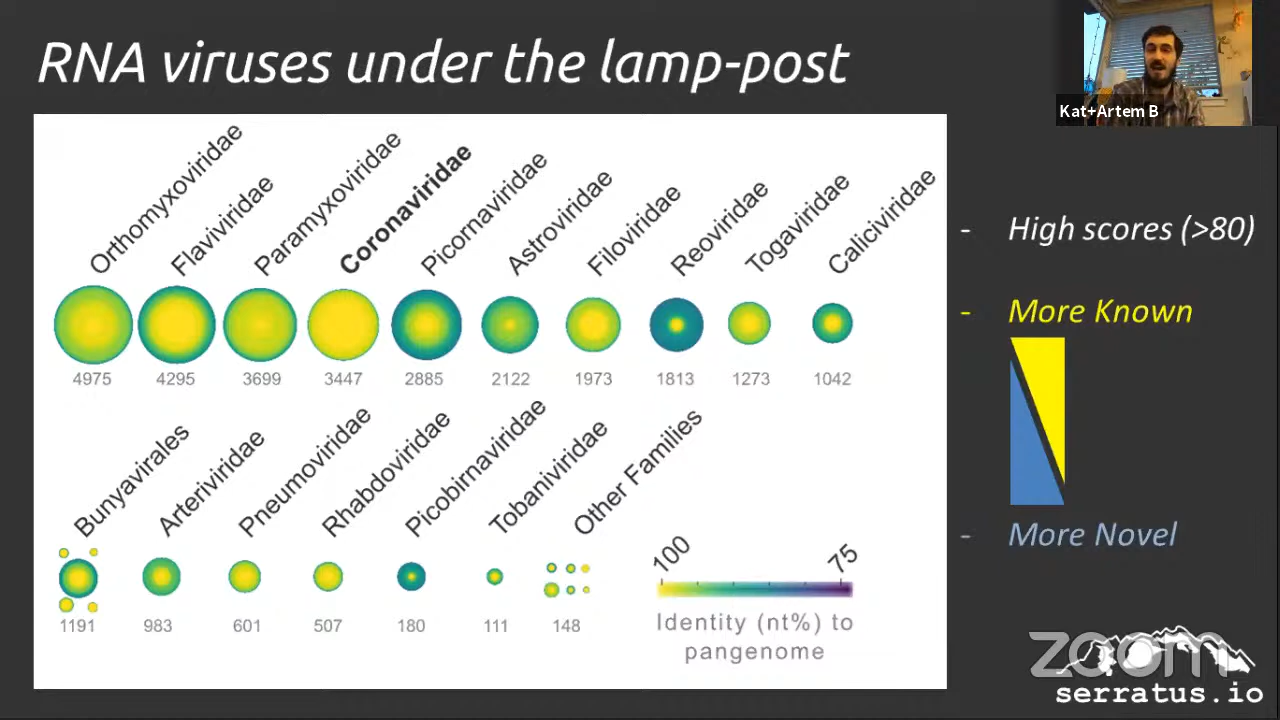 RNA viruses under the lamp-post
Kat+Artem B
Orthomyxoviridae
Flaviviridae
Paramyxoviridae
Coronaviridae
Picornaviridae
Astroviridae
Filoviridae
Reoviridae
Togaviridae
Caliciviridae
4975
4295
3699
3447
2885
2122
1973
1813
1273
1042
Bunyavirales
Arteriviridae
Pneumoviridae
Rhabdoviridae
Picobirnaviridae
Tobaniviridae
Other Families
1191
983
601
507
180
111
148
100
75
Identity (nt%) to
pangenome
- High scores (>80)
- More Known
- More Novel
zoom
serratus.io